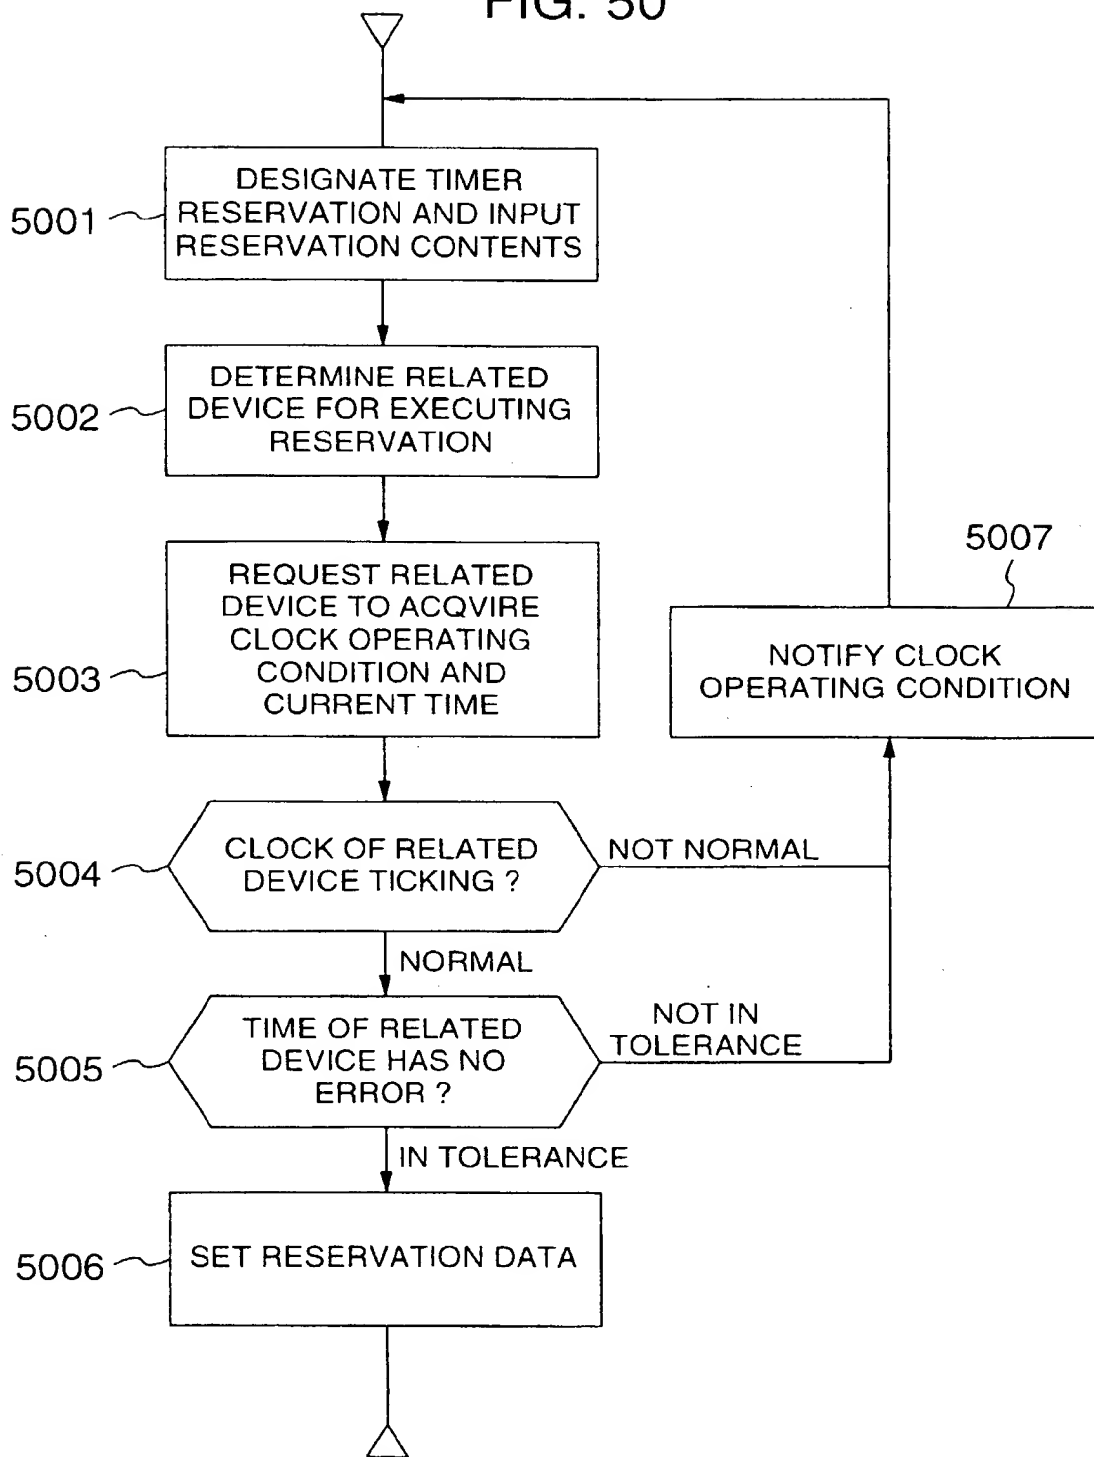 FIG. 50
5001
DESIGNATE TIMER
RESERVATION AND INPUT
RESERVATION CONTENTS
5002
DETERMINE RELATED
DEVICE FOR EXECUTING
RESERVATION
5003
REQUEST RELATED
DEVICE TO ACQVIRE
CLOCK OPERATING
CONDITION AND
CURRENT TIME
5007
NOTIFY CLOCK
OPERATING CONDITION
5004
CLOCK OF RELATED
DEVICE TICKING ?
NOT NORMAL
NORMAL
5005
TIME OF RELATED
DEVICE HAS NO
ERROR ?
NOT IN
TOLERANCE
IN TOLERANCE
5006
SET RESERVATION DATA